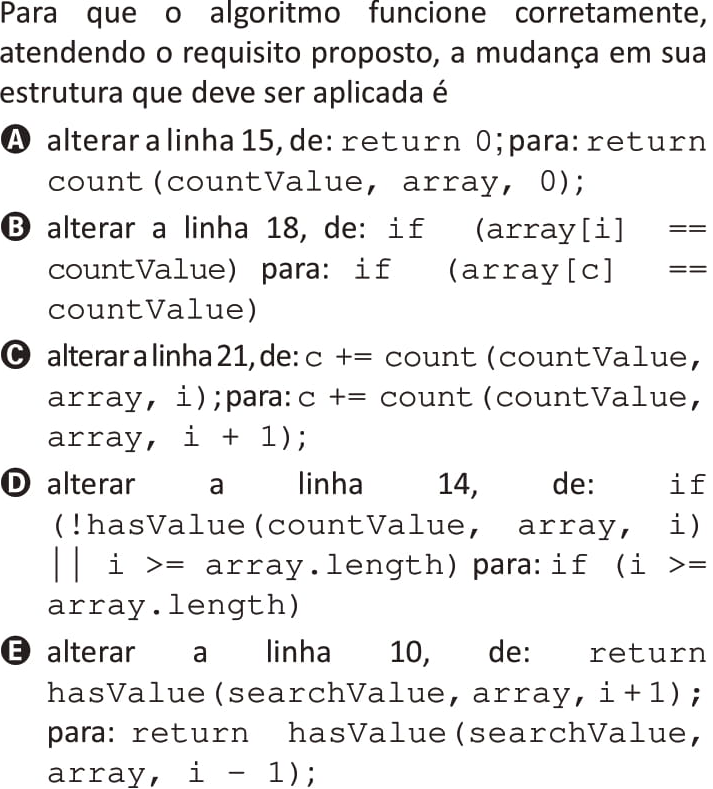 Para que o algoritmo funcione corretamente,
atendendo o requisito proposto, a mudança em sua
estrutura que deve ser aplicada é
A alterar a linha 15, de: return 0; para: return
count(countValue, array, 0);
B alterar a linha 18, de: if (array[i] ==
countValue) para: if (array[c] ==
countValue)
C alterar a linha 21, de: c += count(countValue,
array, i); para: c += count(countValue,
array, i + 1);
D alterar a linha 14, de: if
(!hasValue(countValue, array, i)
|| i >= array.length) para: if (i >=
array.length)
E alterar a linha 10, de: return
hasValue(searchValue, array, i+1);
para: return hasValue(searchValue,
array, i - 1);